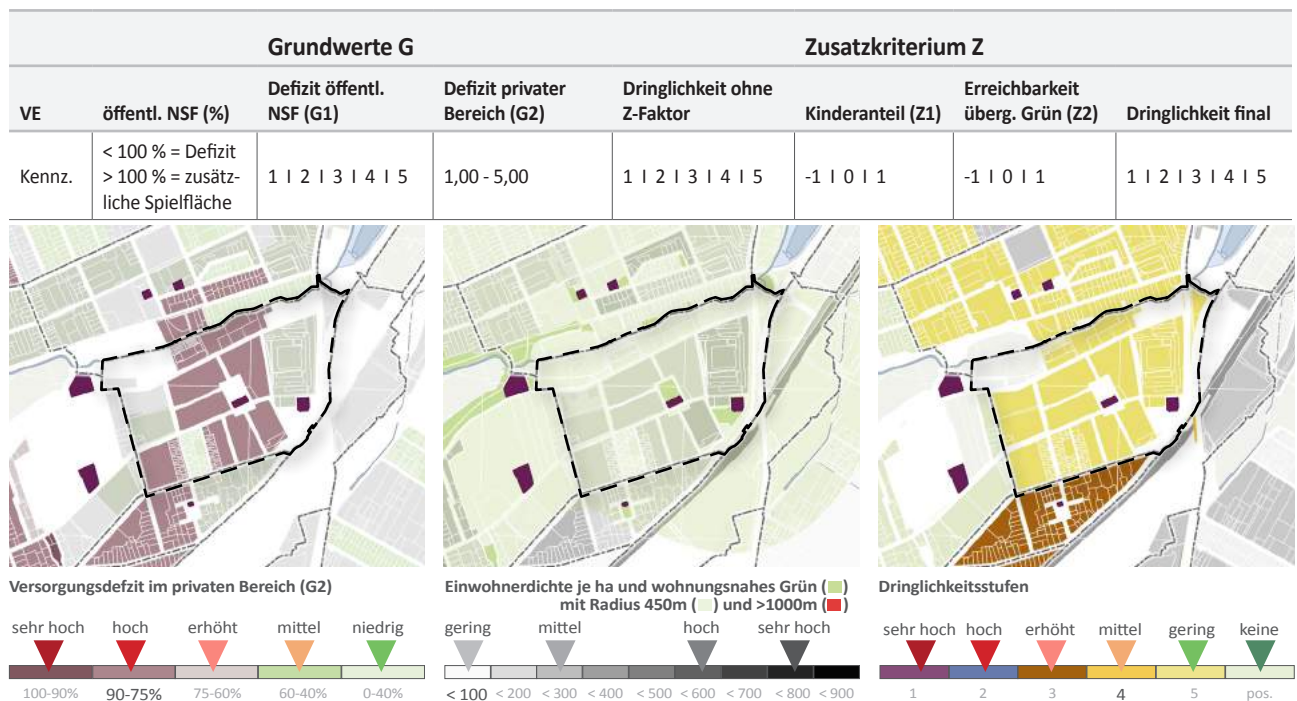 Grundwerte G
Zusatzkriterium Z
VE
öffentl. NSF (%)
Defizit öffentl.
NSF (G1)
Defizit privater
Bereich (G2)
Dringlichkeit ohne
Z-Faktor
Kinderanteil (Z1)
Erreichbarkeit
überg. Grün (Z2)
Dringlichkeit final
Kennz.
< 100 % = Defizit
> 100 % = zusätz-
liche Spielfläche
1 I 2 I 3 I 4 I 5
1,00 - 5,00
1 I 2 I 3 I 4 I 5
-1 I 0 I 1
-1 I 0 I 1
1 I 2 I 3 I 4 I 5
Versorgungsdefzit im privaten Bereich (G2)
sehr hoch hoch erhöht mittel niedrig
100-90% 90-75% 75-60% 60-40% 0-40%
Einwohnerdichte je ha und wohnungsnahes Grün ( )
mit Radius 450m ( ) und >1000m ( )
gering mittel hoch sehr hoch
< 100 < 200 < 300 < 400 < 500 < 600 < 700 < 800 < 900
Dringlichkeitsstufen
sehr hoch hoch erhöht mittel gering keine
1 2 3 4 5 pos.